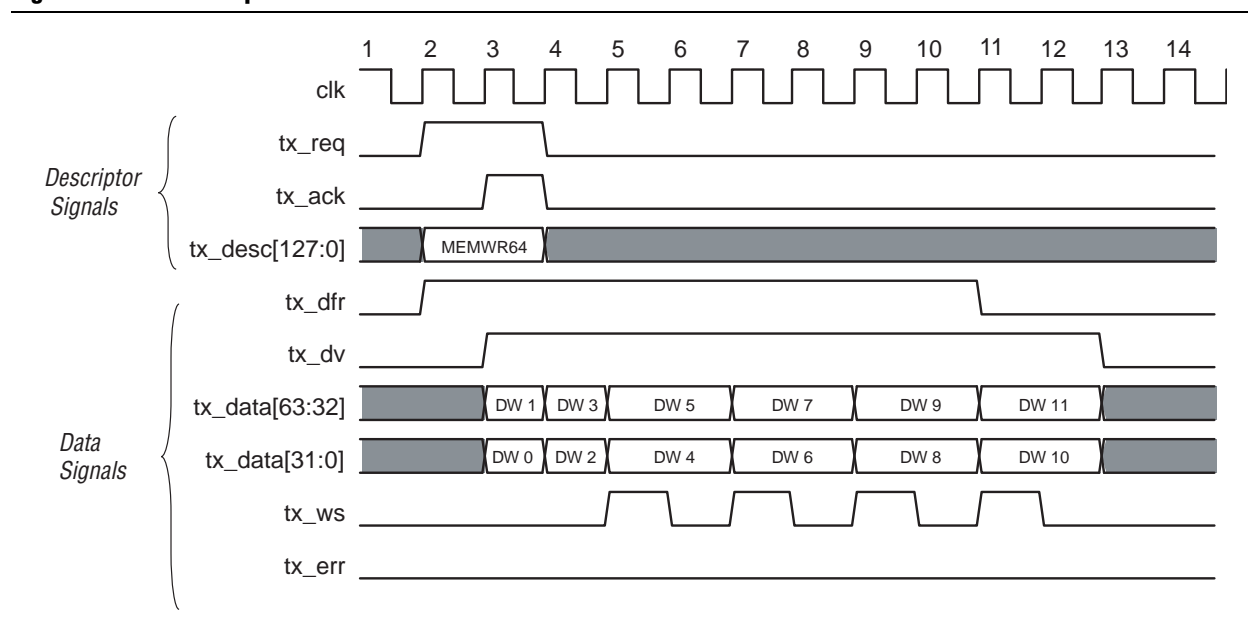 1 2 3 4 5 6 7 8 9 10 11 12 13 14
clk
Descriptor
Signals
tx_req
tx_ack
tx_desc[127:0] MEMWR64
Data
Signals
tx_dfr
tx_dv
tx_data[63:32] DW 1 DW 3 DW 5 DW 7 DW 9 DW 11
tx_data[31:0] DW 0 DW 2 DW 4 DW 6 DW 8 DW 10
tx_ws
tx_err